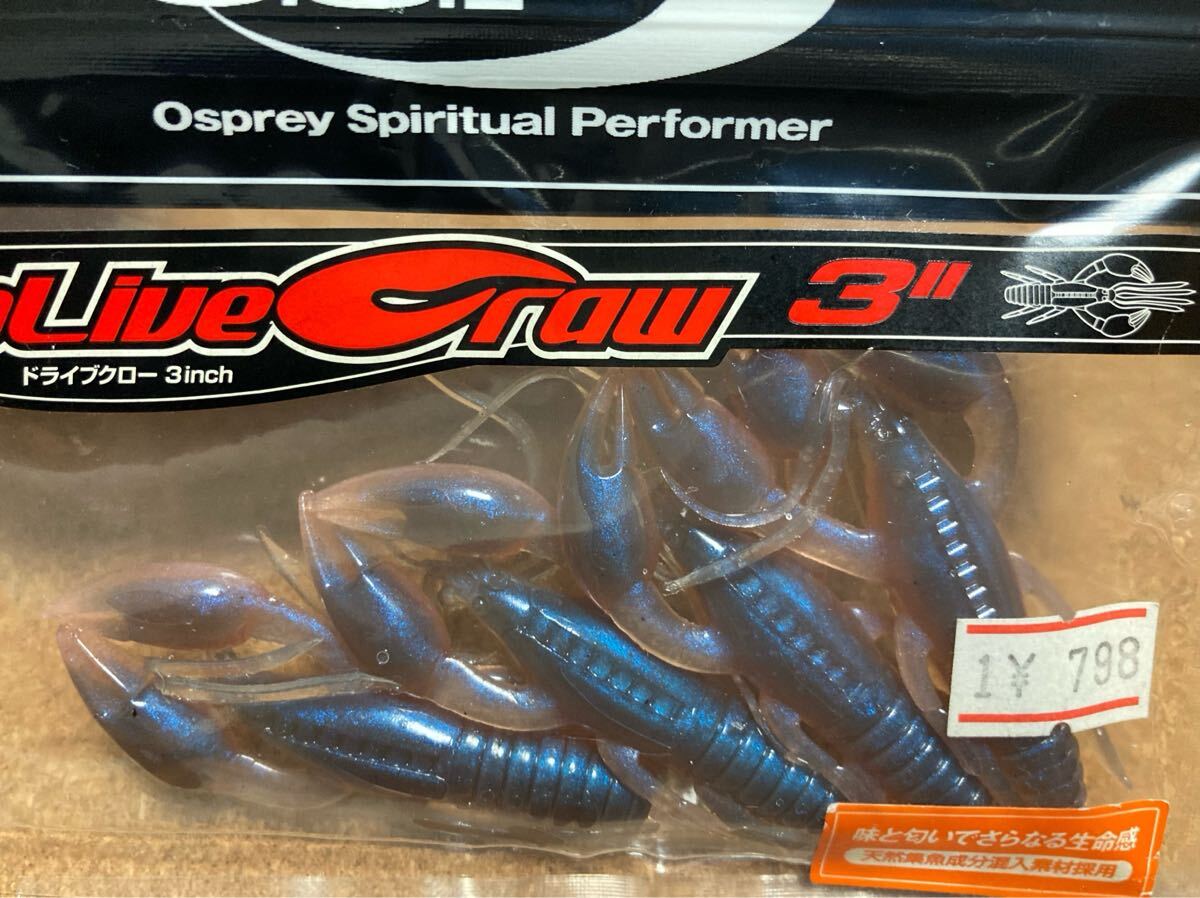 Osprey Spiritual Performer
oLive Craw 3"
ドライブクロー 3inch
1¥ 798
味と匂いでさらなる生命感
天然集魚成分混入素材採用